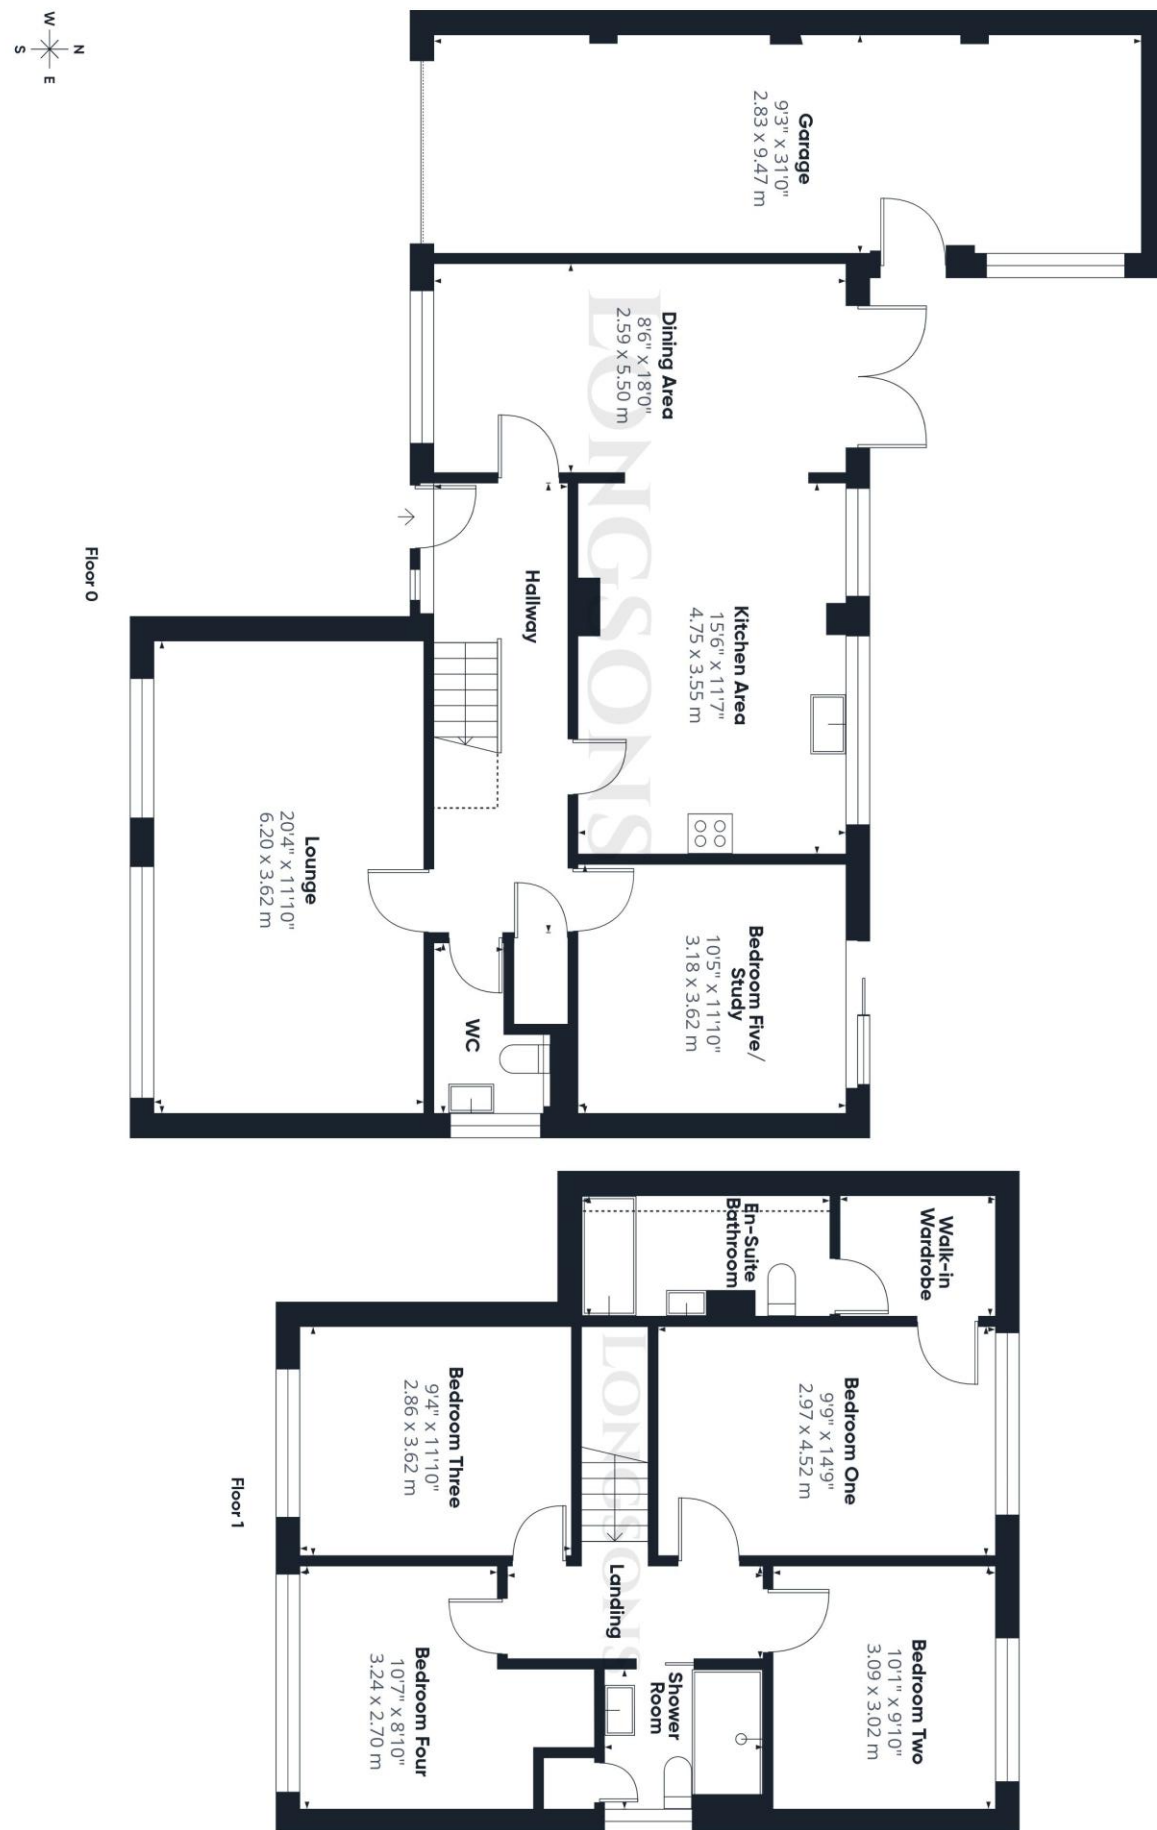 W
N
S
E
Garage
9'3" x 31'0"
2.83 x 9.47 m
Dining Area
8'6" x 18'0"
2.59 x 5.50 m
Kitchen Area
15'6" x 11'7"
4.75 x 3.55 m
Hallway
Lounge
20'4" x 11'10"
6.20 x 3.62 m
Bedroom Five/
Study
10'5" x 11'10"
3.18 x 3.62 m
WC
LONGSONS
Floor 0
Walk-in
Wardrobe
En-Suite
Bathroom
Bedroom One
9'9" x 14'9"
2.97 x 4.52 m
Bedroom Three
9'4" x 11'10"
2.86 x 3.62 m
Landing
Bedroom Two
10'1" x 9'10"
3.09 x 3.02 m
Shower
Room
Bedroom Four
10'7" x 8'10"
3.24 x 2.70 m
LONGSONS
Floor 1